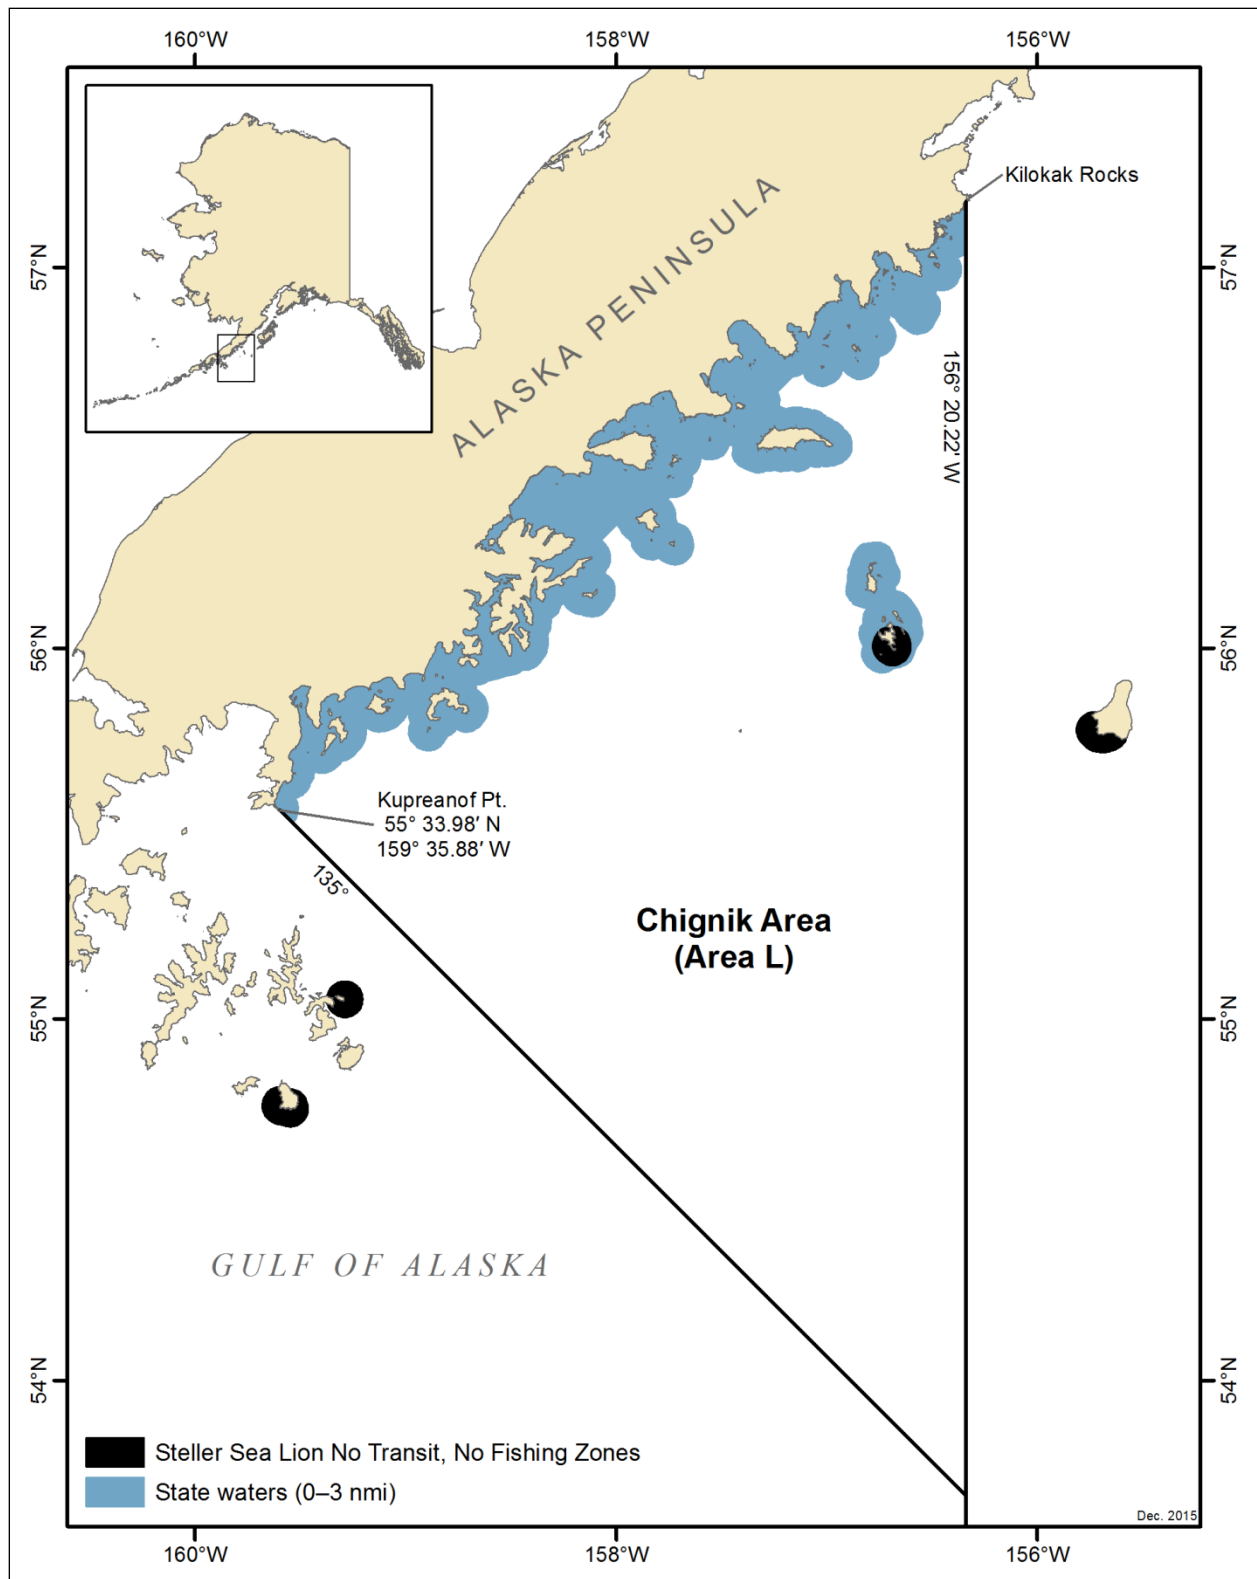 160°W
158°W
156°W
Kilokak Rocks
57°N
57°N
ALASKA PENINSULA
156° 20.22' W
56°N
56°N
Kupreanof Pt.
55° 33.98′ N
159° 35.88′ W
135°
Chignik Area
(Area L)
55°N
55°N
GULF OF ALASKA
54°N
54°N
Steller Sea Lion No Transit, No Fishing Zones
State waters (0–3 nmi)
Dec. 2015
160°W
158°W
156°W